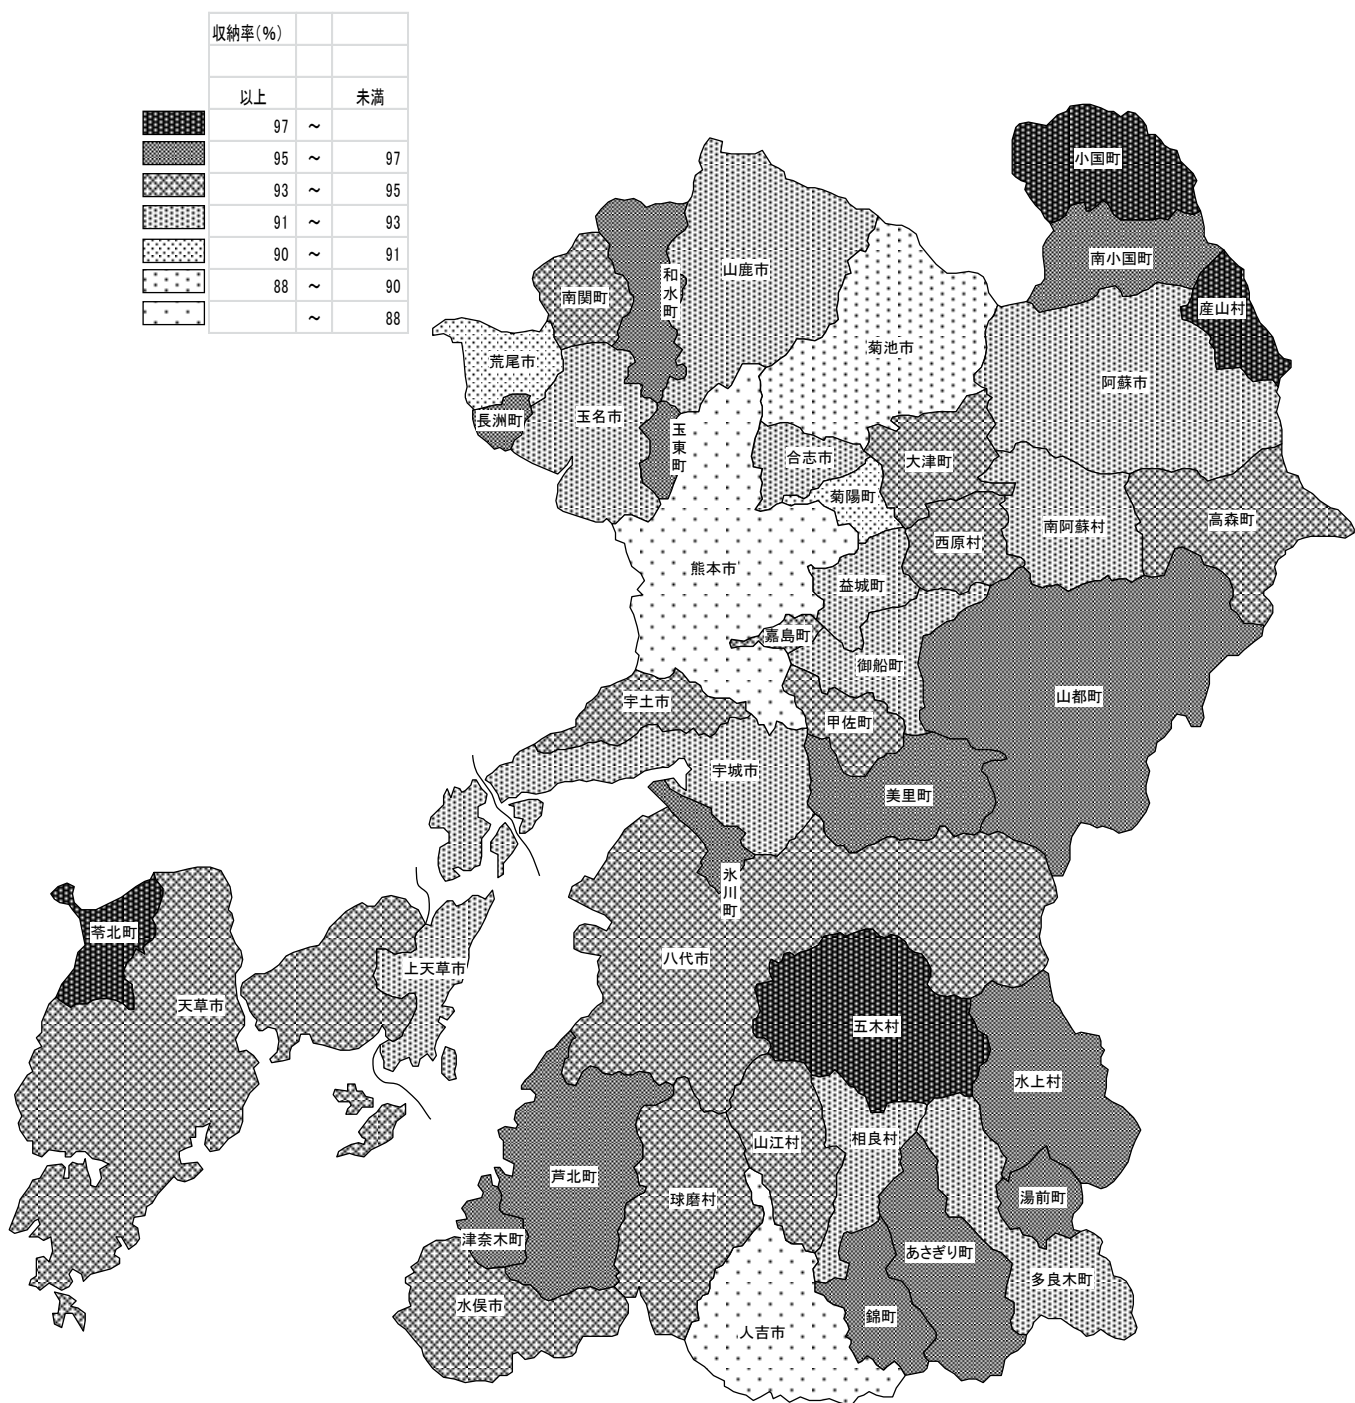 収納率(%)
以上 未満
97 ～
95 ～ 97
93 ～ 95
91 ～ 93
90 ～ 91
88 ～ 90
～ 88
小国町
南小国町
産山村
和水町
山鹿市
南関町
菊池市
荒尾市
阿蘇市
長洲町
玉名市
玉東町
合志市
大津町
菊陽町
高森町
南阿蘇村
西原村
熊本市
益城町
嘉島町
御船町
山都町
宇土市
甲佐町
宇城市
美里町
氷川町
苓北町
八代市
上天草市
天草市
五木村
水上村
相良村
山江村
芦北町
球磨村
湯前町
津奈木町
あさぎり町
多良木町
水俣市
錦町
人吉市